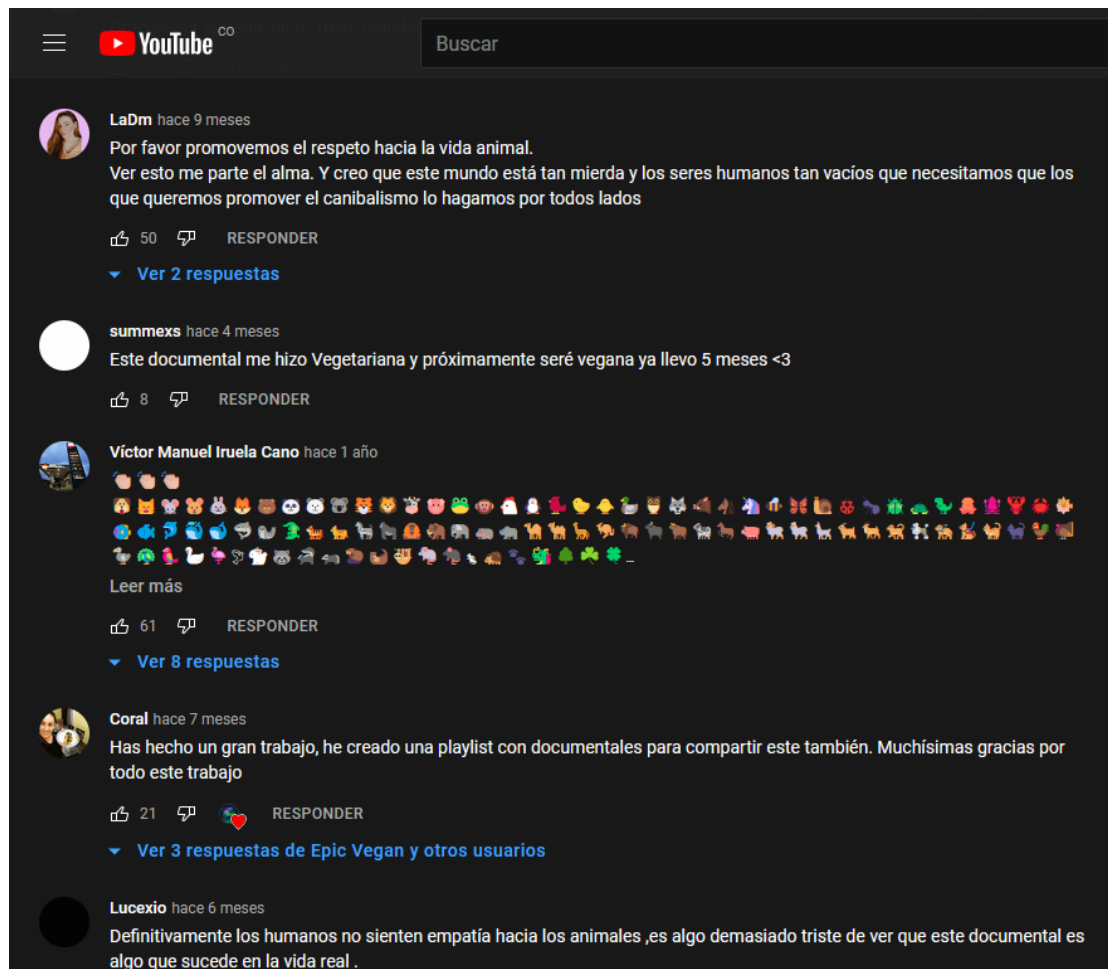 YouTube CO
Buscar
LaDm hace 9 meses
Por favor promovemos el respeto hacia la vida animal.
Ver esto me parte el alma. Y creo que este mundo está tan mierda y los seres humanos tan vacíos que necesitamos que los
que queremos promover el canibalismo lo hagamos por todos lados
50 RESPONDER
Ver 2 respuestas
summexs hace 4 meses
Este documental me hizo Vegetariana y próximamente seré vegana ya llevo 5 meses <3
8 RESPONDER
Víctor Manuel Iruela Cano hace 1 año
Leer más
61 RESPONDER
Ver 8 respuestas
Coral hace 7 meses
Has hecho un gran trabajo, he creado una playlist con documentales para compartir este también. Muchísimas gracias por
todo este trabajo
21 RESPONDER
Ver 3 respuestas de Epic Vegan y otros usuarios
Lucexio hace 6 meses
Definitivamente los humanos no sienten empatía hacia los animales ,es algo demasiado triste de ver que este documental es
algo que sucede en la vida real .